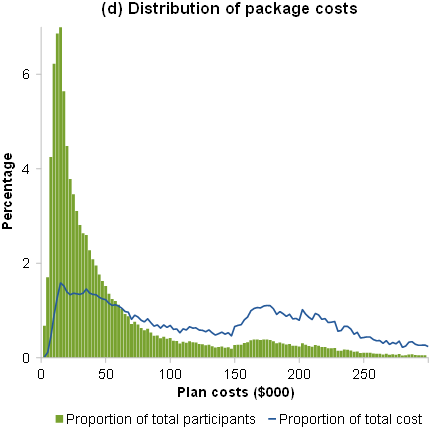 (d) Distribution of package costs
Percentage
6
4
2
0
0 50 100 150 200 250
Plan costs ($000)
Proportion of total participants Proportion of total cost